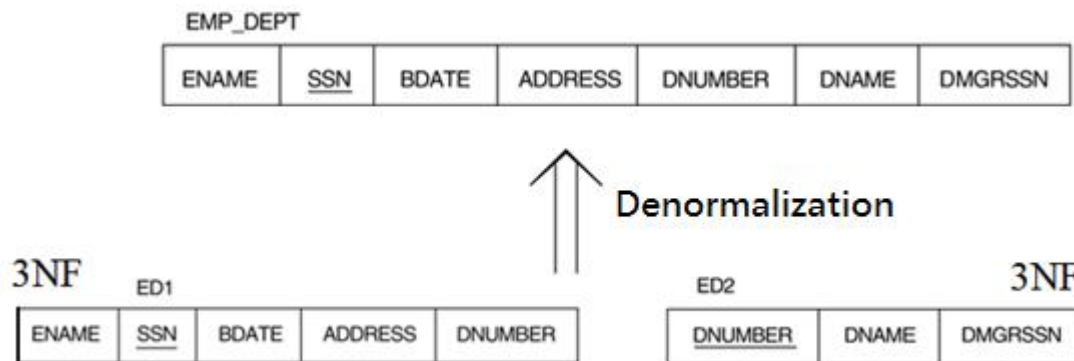 EMP_DEPT
ENAME SSN BDATE ADDRESS DNUMBER DNAME DMGRSSN
Denormalization
3NF
ED1
ED2
3NF
ENAME SSN BDATE ADDRESS DNUMBER
DNUMBER DNAME DMGRSSN